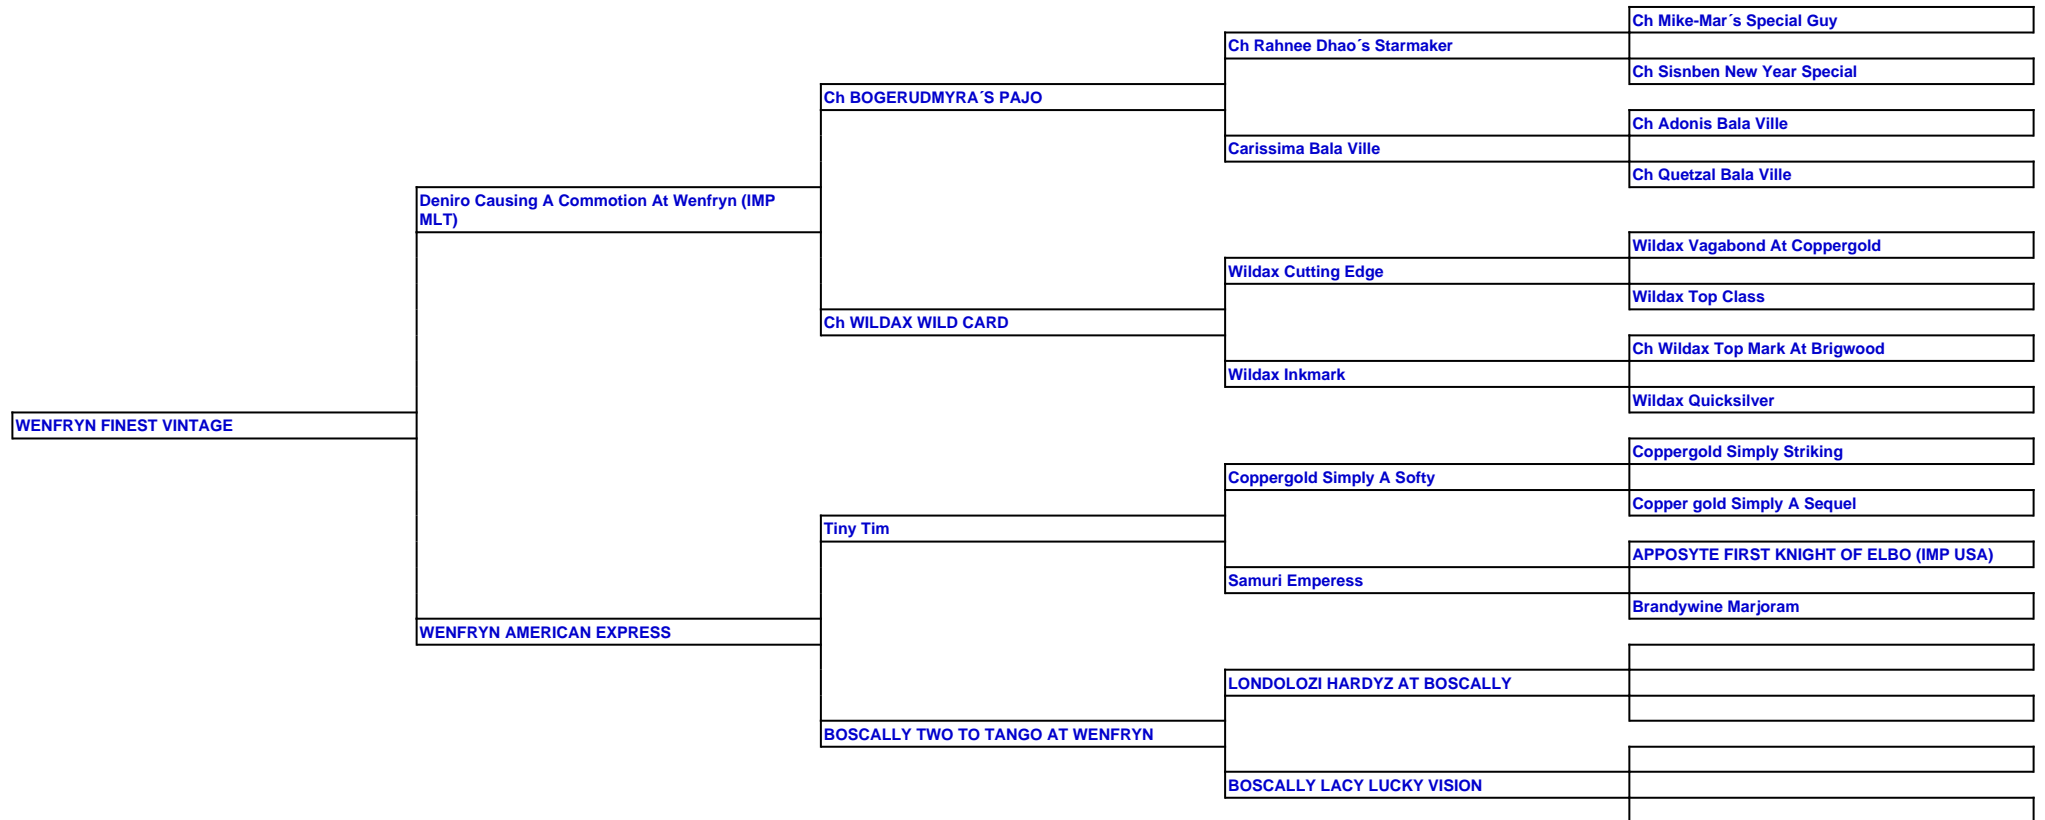 Ch Mike-Mar´s Special Guy
Ch Rahnee Dhao´s Starmaker
Ch Sisnben New Year Special
Ch BOGERUDMYRA´S PAJO
Ch Adonis Bala Ville
Carissima Bala Ville
Ch Quetzal Bala Ville
Deniro Causing A Commotion At Wenfryn (IMP
MLT)
Wildax Vagabond At Coppergold
Wildax Cutting Edge
Wildax Top Class
Ch WILDAX WILD CARD
Ch Wildax Top Mark At Brigwood
Wildax Inkmark
Wildax Quicksilver
WENFRYN FINEST VINTAGE
Coppergold Simply Striking
Coppergold Simply A Softy
Copper gold Simply A Sequel
Tiny Tim
APPOSYTE FIRST KNIGHT OF ELBO (IMP USA)
Samuri Emperess
Brandywine Marjoram
WENFRYN AMERICAN EXPRESS
LONDOLOZI HARDYZ AT BOSCALLY
BOSCALLY TWO TO TANGO AT WENFRYN
BOSCALLY LACY LUCKY VISION